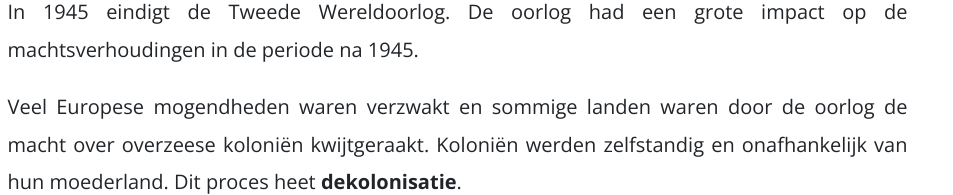 In 1945 eindigt de Tweede Wereldoorlog. De oorlog had een grote impact op de
machtsverhoudingen in de periode na 1945.
Veel Europese mogendheden waren verzwakt en sommige landen waren door de oorlog de
macht over overzeese koloniën kwijtgeraakt. Koloniën werden zelfstandig en onafhankelijk van
hun moederland. Dit proces heet dekolonisatie.